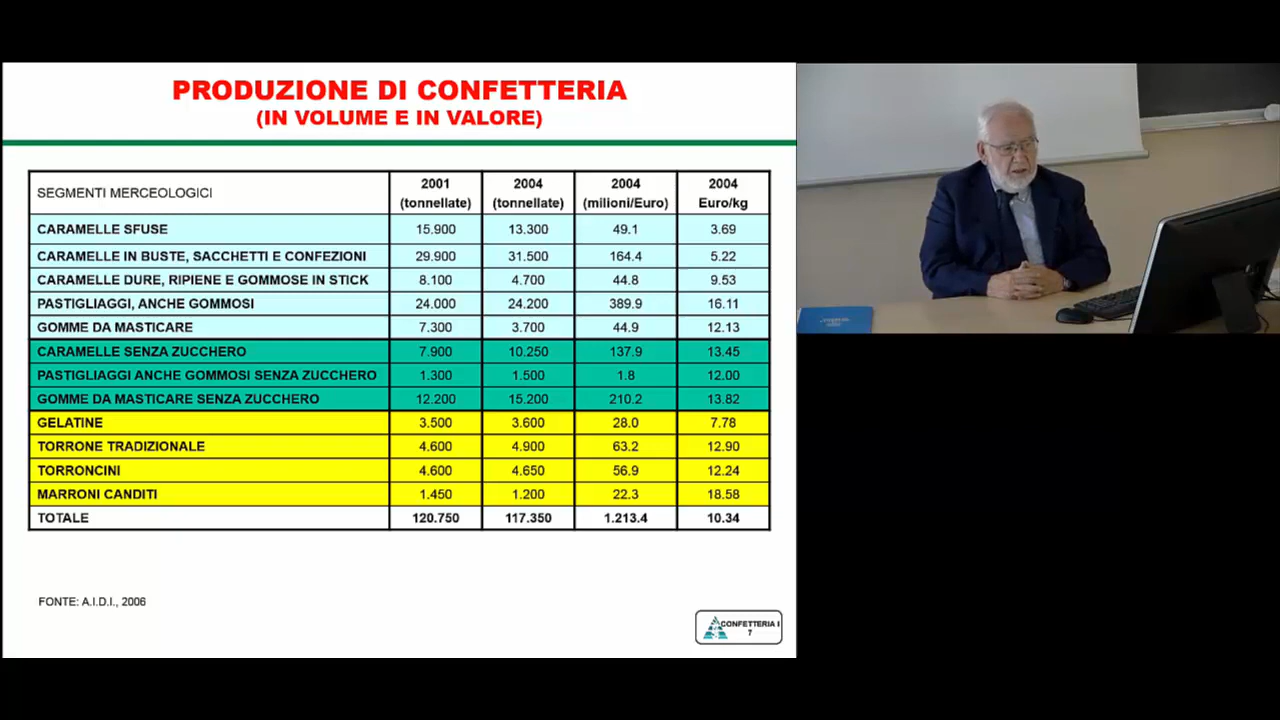 PRODUZIONE DI CONFETTERIA
(IN VOLUME E IN VALORE)
SEGMENTI MERCEOLOGICI 2001 (tonnellate) 2004 (tonnellate) 2004 (milioni/Euro) 2004 Euro/kg
CARAMELLE SFUSE 15.900 13.300 49.1 3.69
CARAMELLE IN BUSTE, SACCHETTI E CONFEZIONI 29.900 31.500 164.4 5.22
CARAMELLE DURE, RIPIENE E GOMMOSE IN STICK 8.100 4.700 44.8 9.53
PASTIGLIAGGI, ANCHE GOMMOSI 24.000 24.200 389.9 16.11
GOMME DA MASTICARE 7.300 3.700 44.9 12.13
CARAMELLE SENZA ZUCCHERO 7.900 10.250 137.9 13.45
PASTIGLIAGGI ANCHE GOMMOSI SENZA ZUCCHERO 1.300 1.500 1.8 12.00
GOMME DA MASTICARE SENZA ZUCCHERO 12.200 15.200 210.2 13.82
GELATINE 3.500 3.600 28.0 7.78
TORRONE TRADIZIONALE 4.600 4.900 63.2 12.90
TORRONCINI 4.600 4.650 56.9 12.24
MARRONI CANDITI 1.450 1.200 22.3 18.58
TOTALE 120.750 117.350 1.213.4 10.34
FONTE: A.I.D.I., 2006
CONFETTERIA I
7